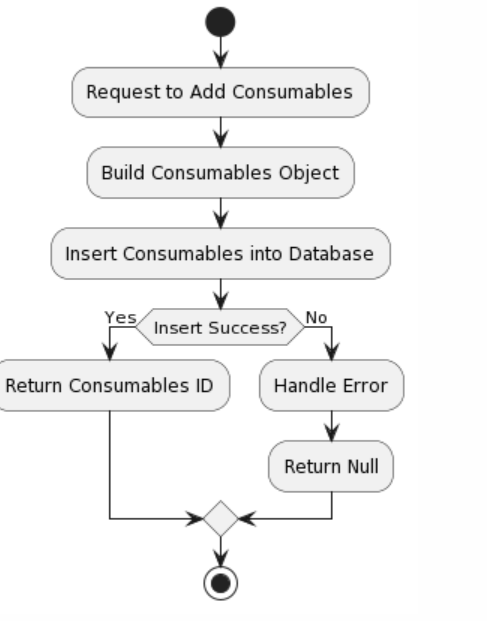 Request to Add Consumables
Build Consumables Object
Insert Consumables into Database
Yes
Insert Success?
No
Return Consumables ID
Handle Error
Return Null